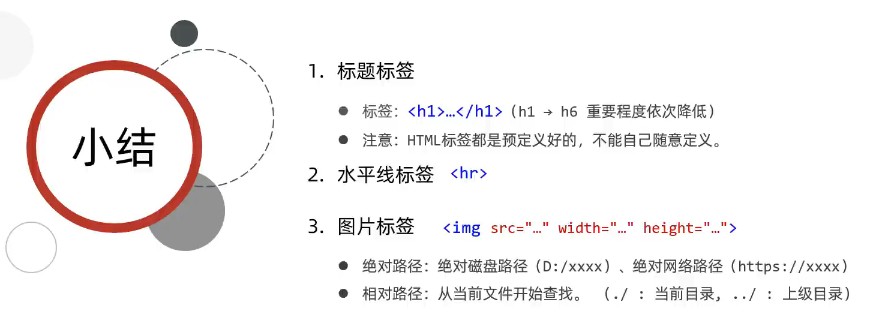 小结
1. 标题标签
● 标签：<h1>…</h1>（h1 → h6 重要程度依次降低）
● 注意：HTML标签都是预定义好的，不能自己随意定义。
2. 水平线标签 <hr>
3. 图片标签 <img src="…" width="…" height="…">
● 绝对路径：绝对磁盘路径（D:/xxxx）、绝对网络路径（https://xxxx）
● 相对路径：从当前文件开始查找。 （./ : 当前目录, ../ : 上级目录）